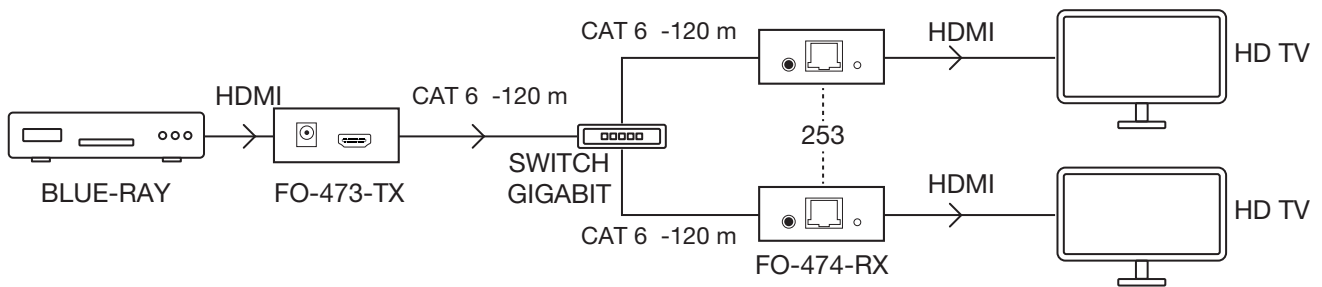 CAT 6 -120 m
HDMI
HD TV
HDMI
CAT 6 -120 m
253
SWITCH
GIGABIT
BLUE-RAY
FO-473-TX
HDMI
HD TV
CAT 6 -120 m
FO-474-RX